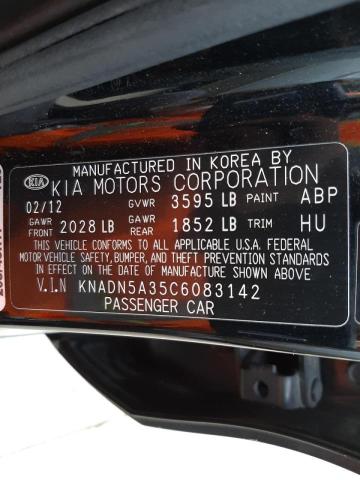 MANUFACTURED IN KOREA BY
KIA KIA MOTORS CORPORATION
02/12 GVWR 3595 LB PAINT ABP
GAWR FRONT 2028 LB GAWR REAR 1852 LB TRIM HU
THIS VEHICLE CONFORMS TO ALL APPLICABLE U.S.A. FEDERAL
MOTOR VEHICLE SAFETY, BUMPER, AND THEFT PREVENTION STANDARDS
IN EFFECT ON THE DATE OF MANUFACTURE SHOWN ABOVE.
V.I.N KNADN5A35C6083142
PASSENGER CAR